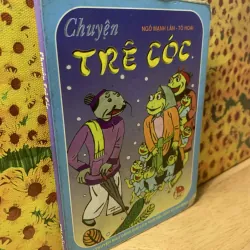 Chuyện
NGÔ MẠNH LÂN - TÔ HOÀI
TRÊ CÓC